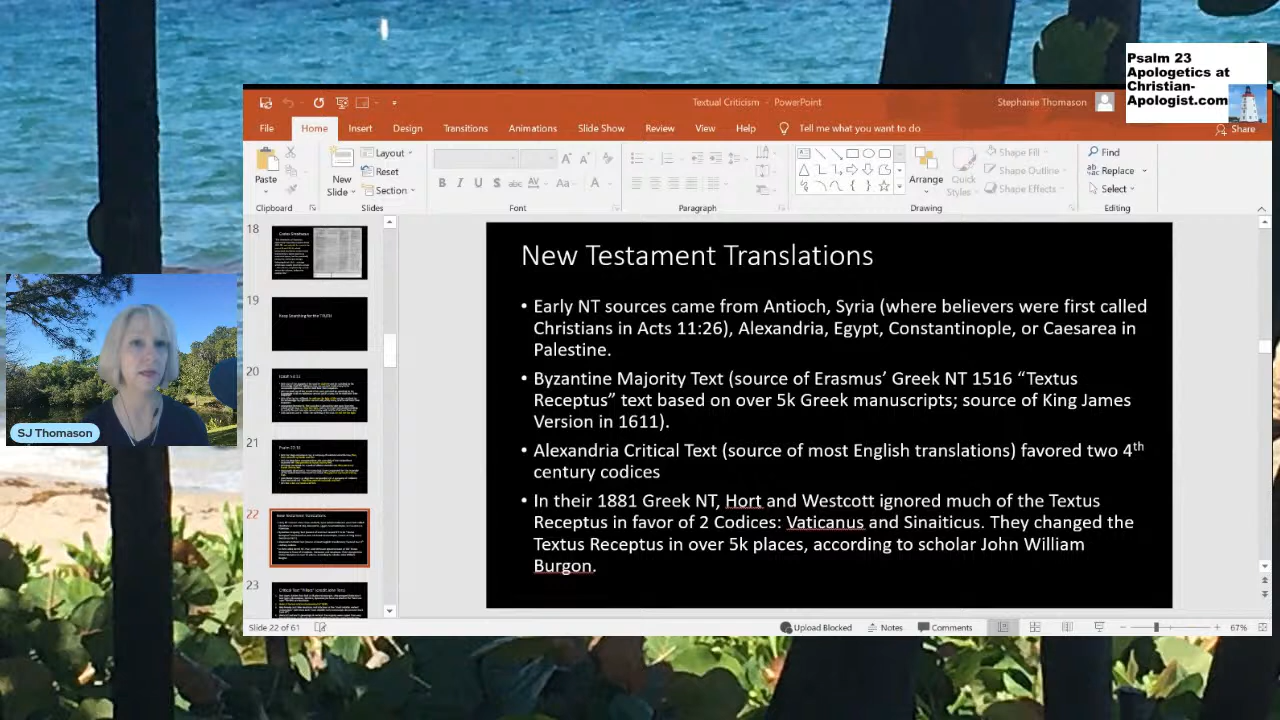 Psalm 23
Apologetics at
Christian-
Apologist.com
Textual Criticism - PowerPoint
Stephanie Thomason
File Home Insert Design Transitions Animations Slide Show Review View Help Tell me what you want to do
Share
Paste
Clipboard
New
Slide
Layout
Reset
Section
Slides
Font
Paragraph
Arrange
Quick
Styles
Shape Fill
Shape Outline
Shape Effects
Drawing
Find
Replace
Select
Editing
18
19
Keep Searching for the TRUTH
20
21
22
New Testament Translations
23
New Testament Translations
• Early NT sources came from Antioch, Syria (where believers were first called
Christians in Acts 11:26), Alexandria, Egypt, Constantinople, or Caesarea in
Palestine.
• Byzantine Majority Text (source of Erasmus' Greek NT 1516 "Textus
Receptus" text based on over 5k Greek manuscripts; source of King James
Version in 1611).
• Alexandria Critical Text (source of most English translations) favored two 4th
century codices
• In their 1881 Greek NT, Hort and Westcott ignored much of the Textus
Receptus in favor of Codices: Vaticanus and Sinaiticus.
Textus Receptus in over
according to scholar John William
Burgon.
SJ Thomason
Slide 22 of 61
Upload Blocked
Notes
Comments
67%